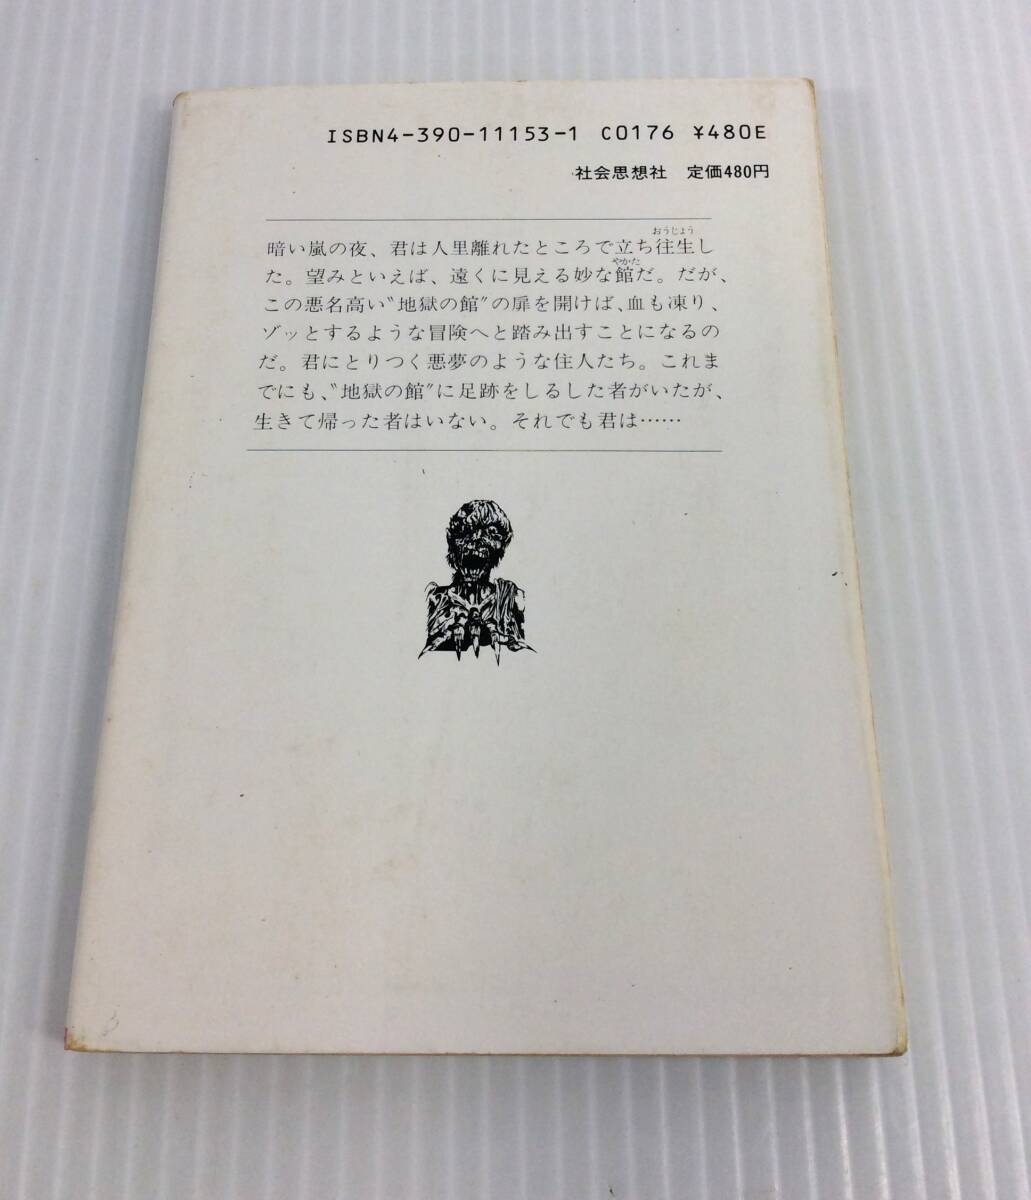 ISBN4-390-11153-1 C0176 ¥480E
社会思想社 定価480円
おうじょう
暗い嵐の夜、君は人里離れたところで立ち往生し
やかた
た。望みといえば、遠くに見える妙な館だ。だが、
この悪名高い〝地獄の館〟の扉を開けば、血も凍り、
ゾッとするような冒険へと踏み出すことになるの
だ。君にとりつく悪夢のような住人たち。これま
でにも、〝地獄の館〟に足跡をしるした者がいたが、
生きて帰った者はいない。それでも君は……